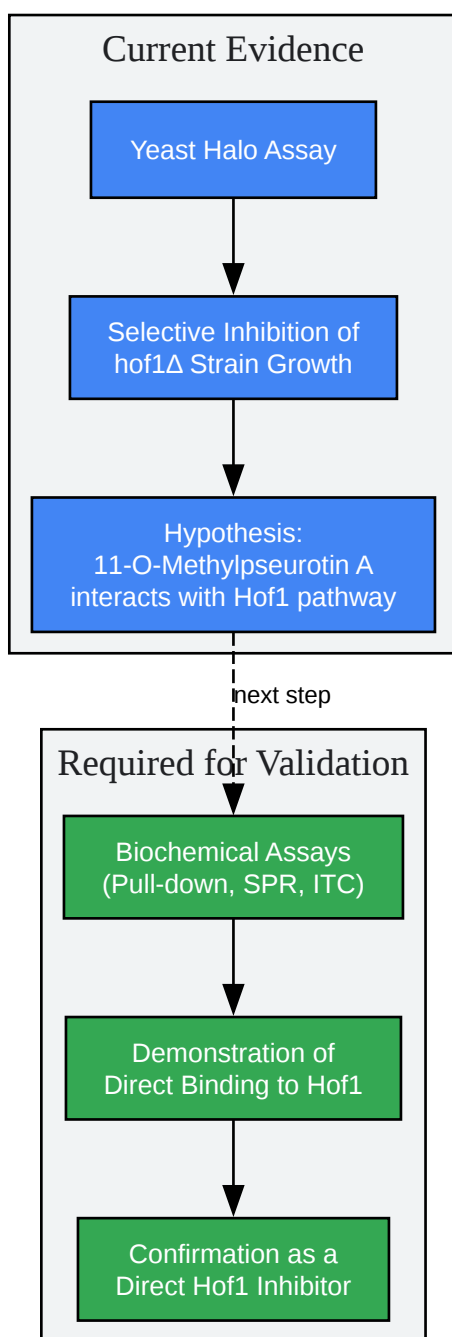 Current Evidence
Yeast Halo Assay
Selective Inhibition of
hof1Δ Strain Growth
Hypothesis:
11-O-Methylpseurotin A
interacts with Hof1 pathway
next step
Required for Validation
Biochemical Assays
(Pull-down, SPR, ITC)
Demonstration of
Direct Binding to Hof1
Confirmation as a
Direct Hof1 Inhibitor